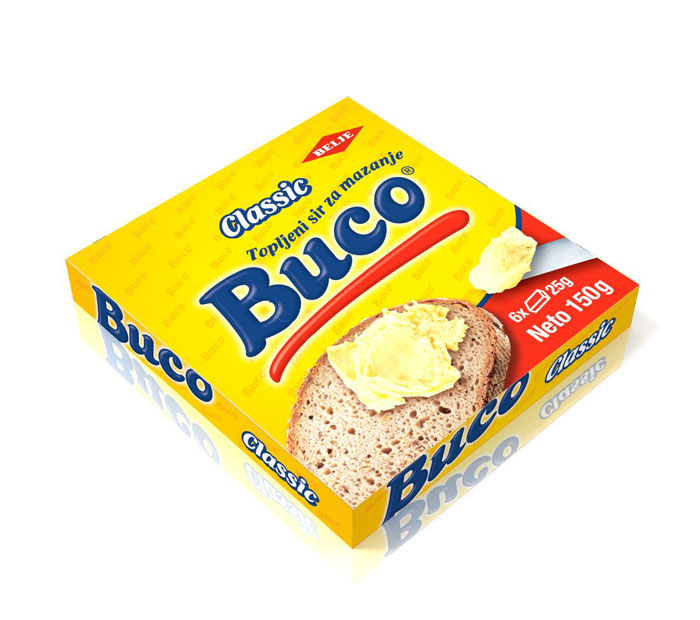 BELJE
Classic
Topljeni sir za mazanje
Buco®
6x 25g
Neto 150g
Buco
Classic
Buco
Classic